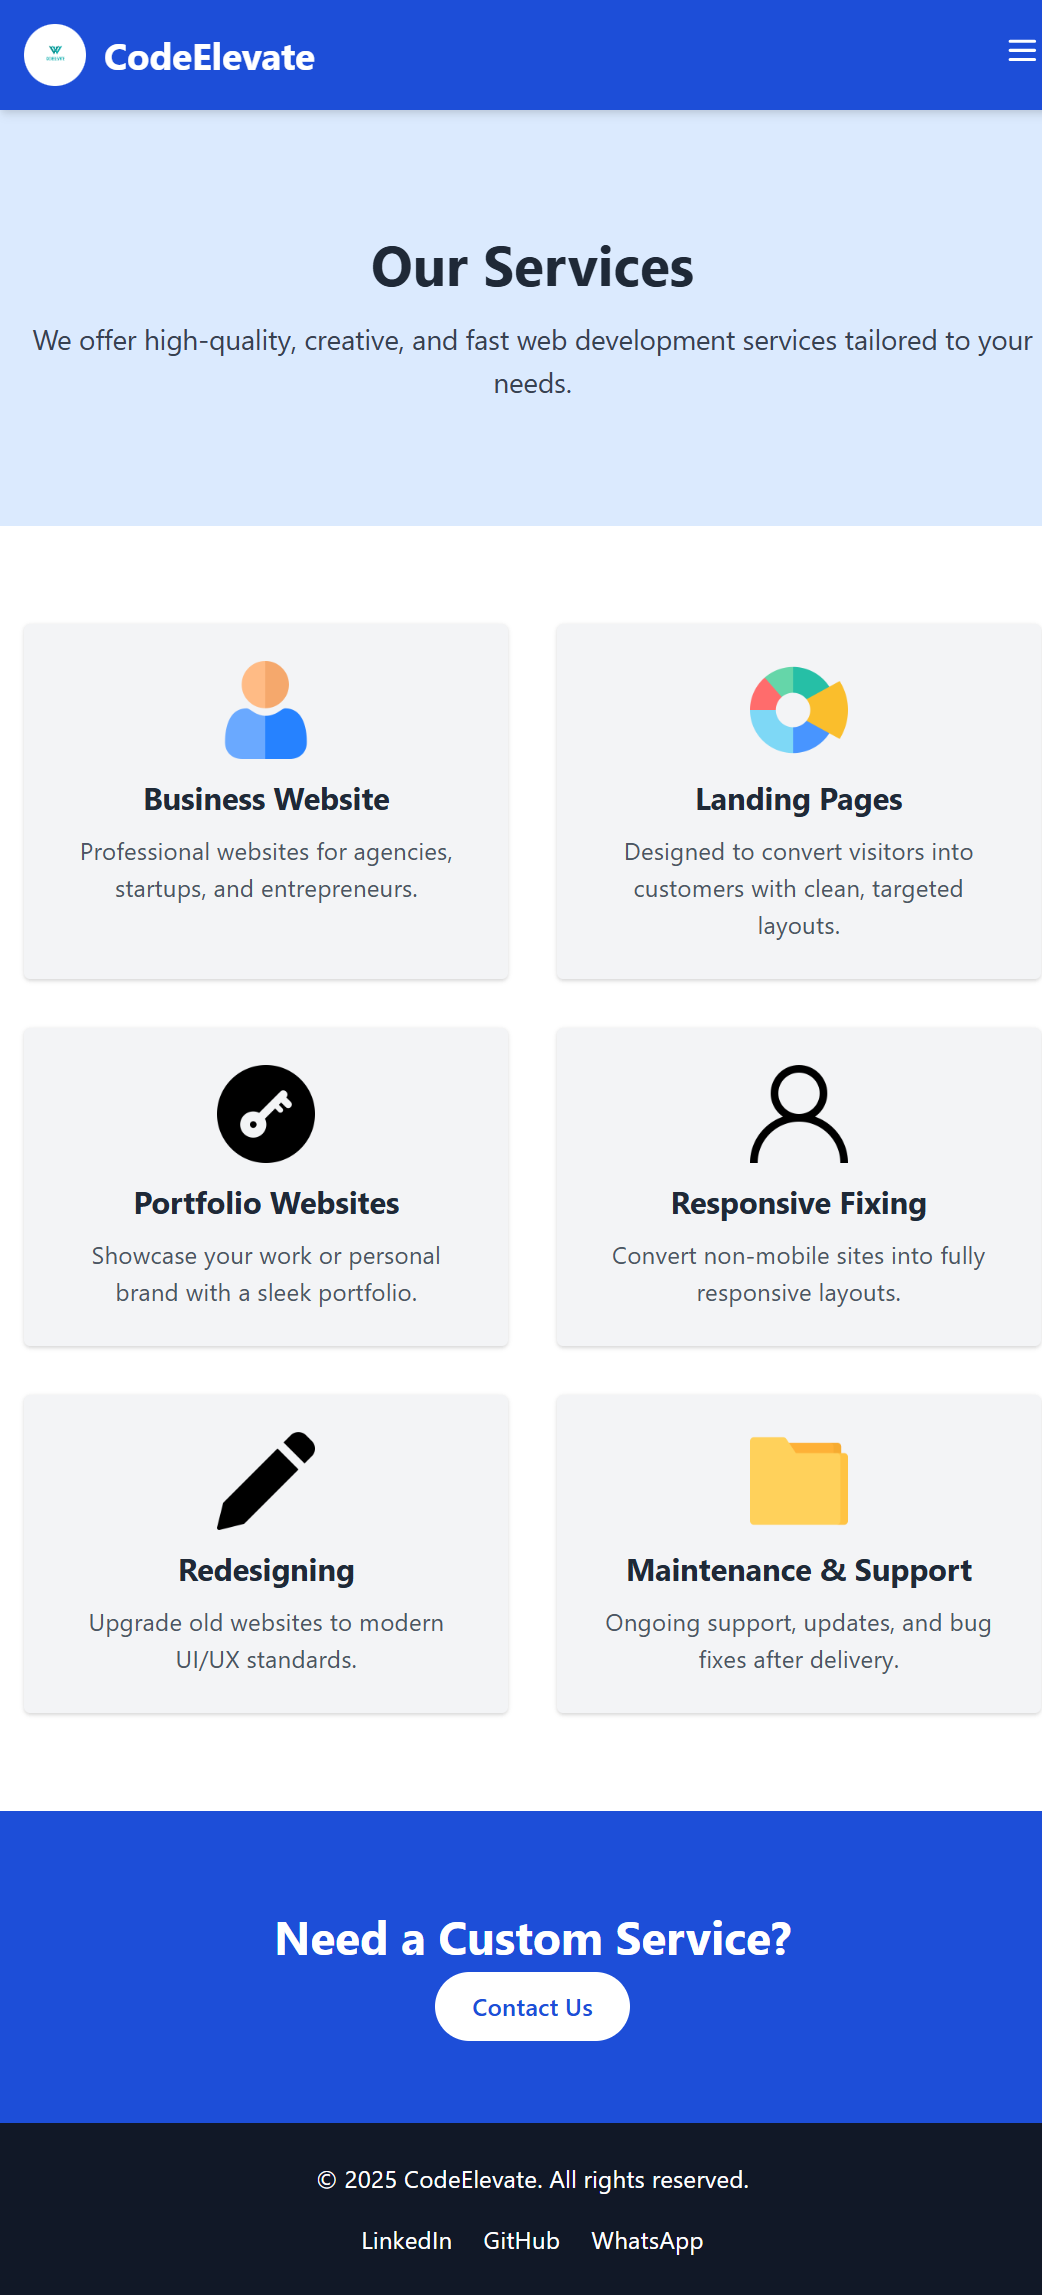 CodeElevate
Our Services
We offer high-quality, creative, and fast web development services tailored to your
needs.
Business Website
Professional websites for agencies,
startups, and entrepreneurs.
Landing Pages
Designed to convert visitors into
customers with clean, targeted
layouts.
Portfolio Websites
Showcase your work or personal
brand with a sleek portfolio.
Responsive Fixing
Convert non-mobile sites into fully
responsive layouts.
Redesigning
Upgrade old websites to modern
UI/UX standards.
Maintenance & Support
Ongoing support, updates, and bug
fixes after delivery.
Need a Custom Service?
Contact Us
© 2025 CodeElevate. All rights reserved.
LinkedIn GitHub WhatsApp